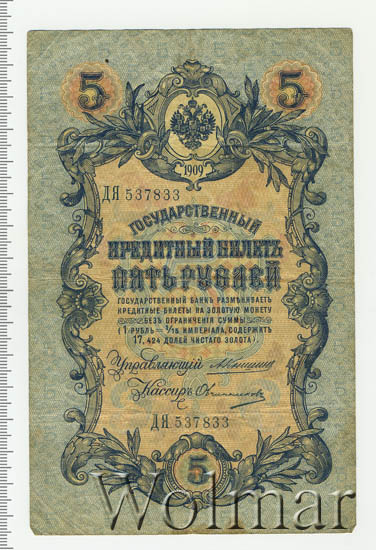 5 5
1909
ДЯ 537833
ГОСУДАРСТВЕННЫЙ
КРЕДИТНЫЙ БИЛЕТЪ
ПЯТЬ РУБЛЕЙ
ГОСУДАРСТВЕННЫЙ БАНКЪ РАЗМѢНИВАЕТЪ
КРЕДИТНЫЕ БИЛЕТЫ НА ЗОЛОТУЮ МОНЕТУ
БЕЗЪ ОГРАНИЧЕНІЯ СУММЫ
(1 РУБЛЬ = 1/15 ИМПЕРІАЛА, СОДЕРЖИТЪ
17,424 ДОЛЕЙ ЧИСТАГО ЗОЛОТА).
Управляющій
Кассиръ Овчинниковъ
ДЯ 537833
5
Wolmar